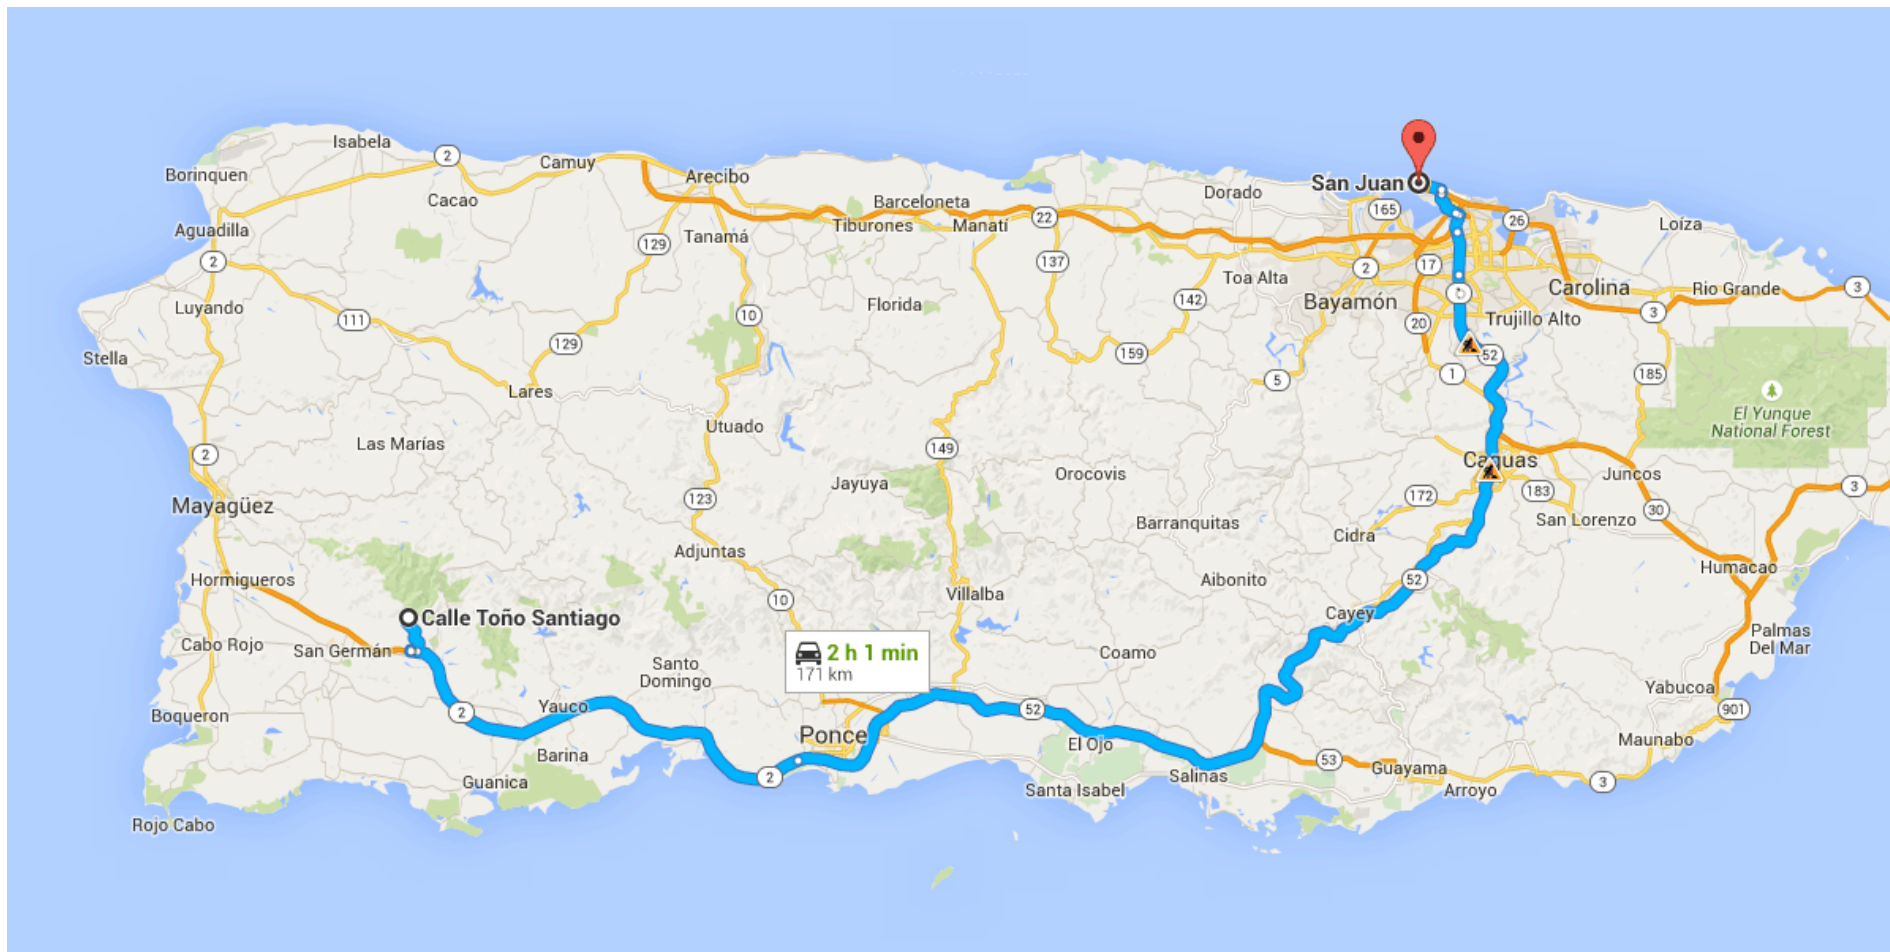 Isabela
2
Camuy
Borinquen
Cacao
Arecibo
Barceloneta
Dorado
San Juan
165
Aguadilla
129
Tanamá
Tiburones
Manatí
22
26
Loíza
2
137
Toa Alta
2
17
Carolina
Rio Grande
3
Luyando
111
10
Florida
142
Bayamón
3
20
Trujillo Alto
Stella
129
159
52
Lares
5
1
185
Utuado
El Yunque
National Forest
Las Marías
2
149
Caguas
Mayagüez
123
Jayuya
Orocovis
172
183
Juncos
3
Barranquitas
San Lorenzo
30
Cidra
Adjuntas
Hormigueros
10
Villalba
Aibonito
52
Humacao
Calle Toño Santiago
Cayey
Cabo Rojo
San Germán
2 h 1 min
171 km
Coamo
Palmas
Del Mar
Santo
Domingo
Yabucoa
Boqueron
2
Yauco
52
901
Ponce
El Ojo
Maunabo
Barina
53
Guayama
Guanica
2
Salinas
3
Santa Isabel
Arroyo
Rojo Cabo